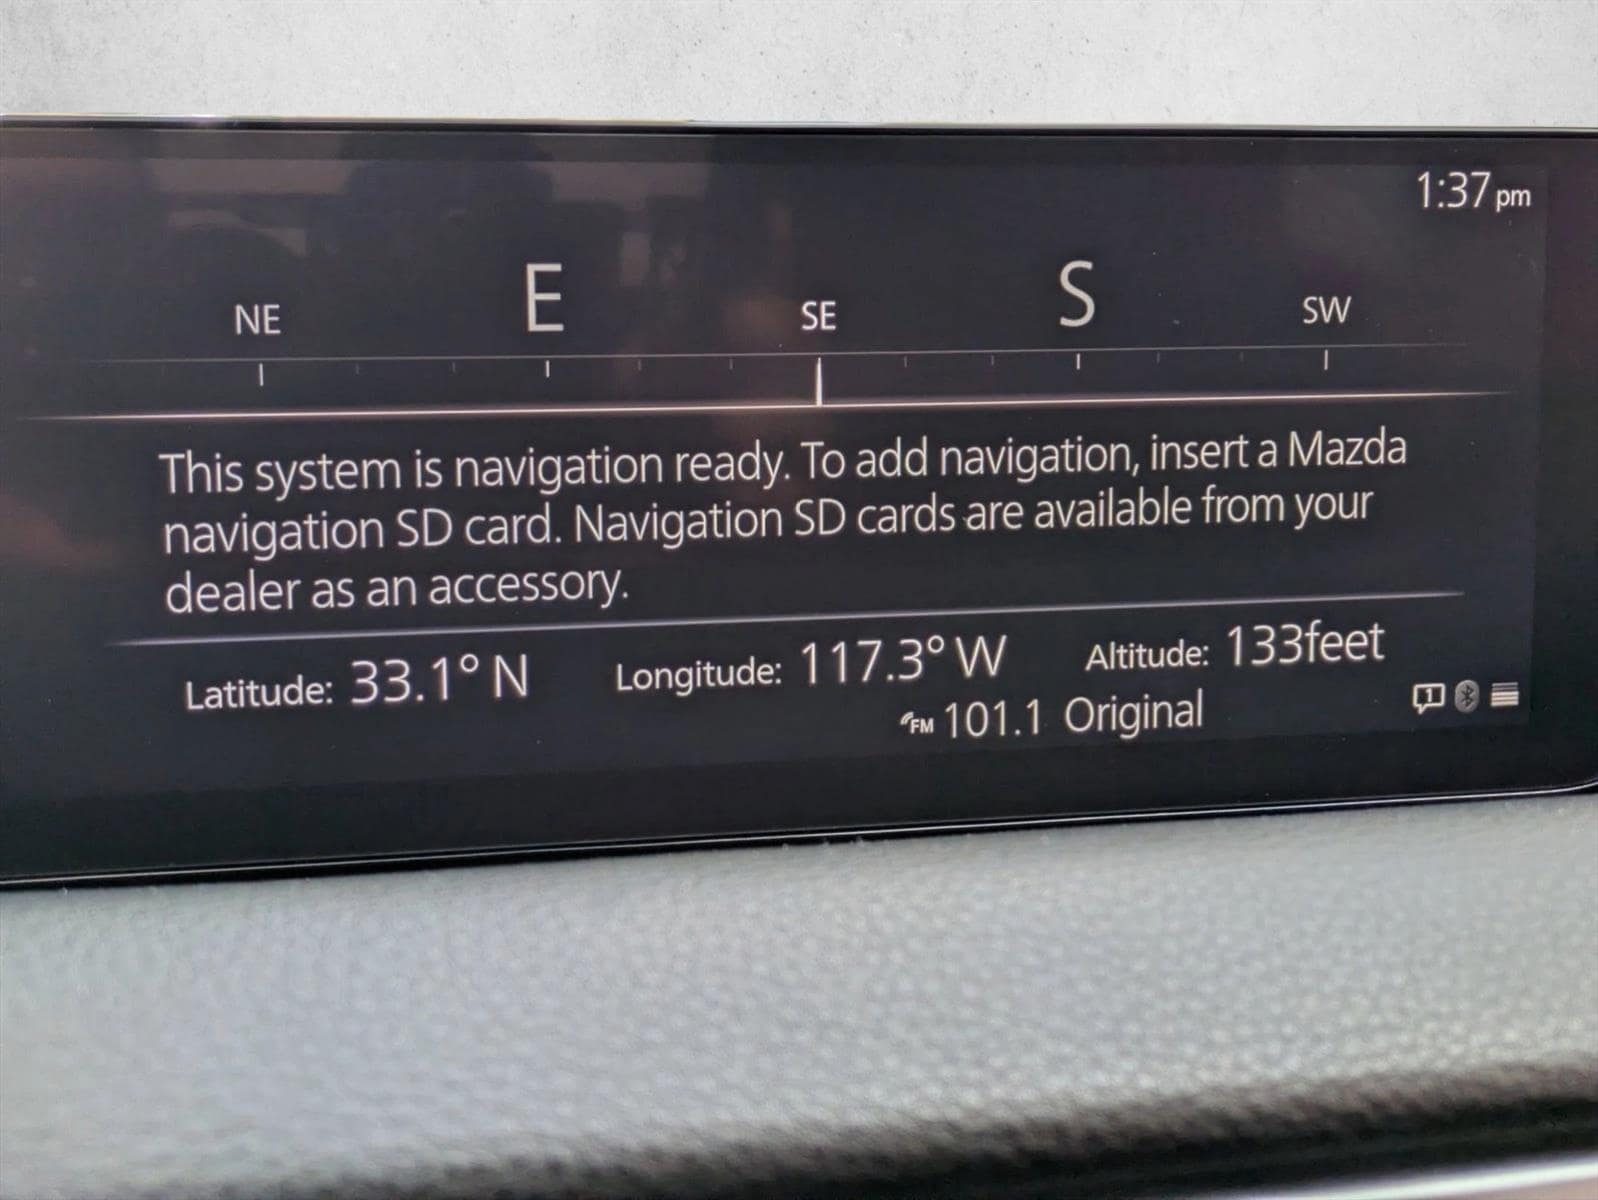 1:37 pm
NE E SE S SW
This system is navigation ready. To add navigation, insert a Mazda
navigation SD card. Navigation SD cards are available from your
dealer as an accessory.
Latitude: 33.1° N Longitude: 117.3° W Altitude: 133feet
FM 101.1 Original
1